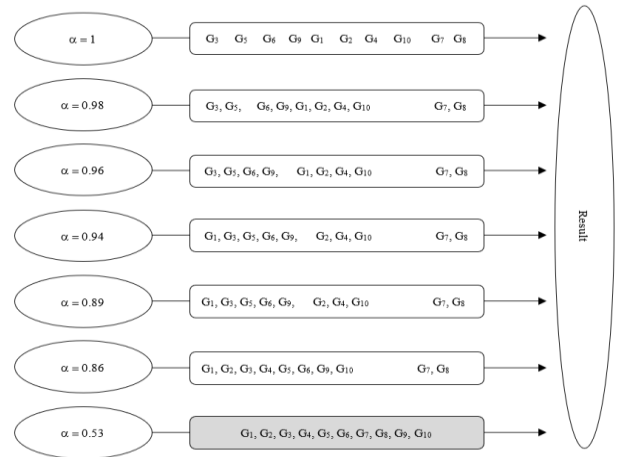 α = 1 G₃ G₅ G₆ G₉ G₁ G₂ G₄ G₁₀ G₇ G₈
α = 0.98 G₃, G₅, G₆, G₉, G₁, G₂, G₄, G₁₀ G₇, G₈
α = 0.96 G₃, G₅, G₆, G₉, G₁, G₂, G₄, G₁₀ G₇, G₈
α = 0.94 G₁, G₃, G₅, G₆, G₉, G₂, G₄, G₁₀ G₇, G₈
Result
α = 0.89 G₁, G₃, G₅, G₆, G₉, G₂, G₄, G₁₀ G₇, G₈
α = 0.86 G₁, G₂, G₃, G₄, G₅, G₆, G₉, G₁₀ G₇, G₈
α = 0.53 G₁, G₂, G₃, G₄, G₅, G₆, G₇, G₈, G₉, G₁₀